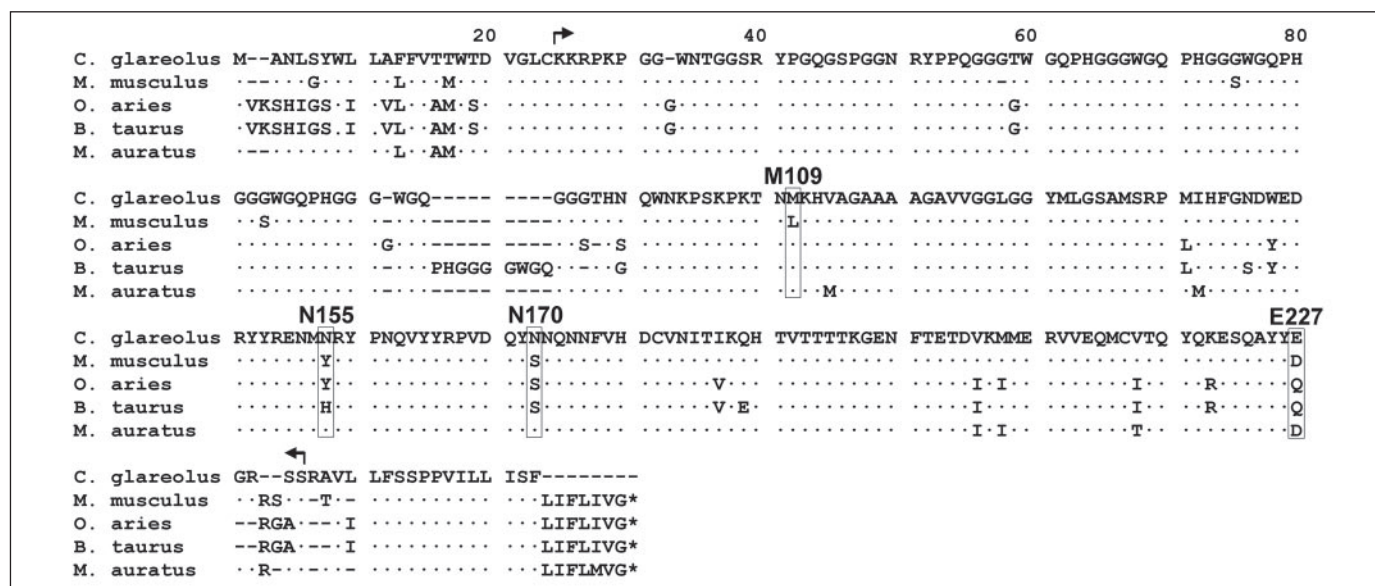 20 40 60 80
C. glareolus M--ANLSYWL LAFFVTTWTD VGLCKKRPKP GG-WNTGGSR YPGQGSPGGN RYPPQGGGTW GQPHGGGWGQ PHGGGWGQPH
M. musculus ·--···G··· ··L···M··· ·········· ··-······· ·········· ·······-·· ·········· ·····S····
O. aries ·VKSHIGS·I ·VL··AM·S· ·········· ··G······· ·········· ········G· ·········· ··········
B. taurus ·VKSHIGS.I .VL··AM·S· ·········· ··G······· ·········· ········G· ·········· ··········
M. auratus ·--······· ··L··AM··· ·········· ··-······· ·········· ·········· ·········· ··········
M109
C. glareolus GGGWGQPHGG G-WGQ----- ----GGGTHN QWNKPSKPKT NMKHVAGAAA AGAVVGGLGG YMLGSAMSRP MIHFGNDWED
M. musculus ··S······· ·-···----- ----······ ·········· ·L········ ·········· ·········· ··········
O. aries ·········· ·G···----- ----··S-·S ·········· ·········· ·········· ·········· ·L·····Y··
B. taurus ·········· ·-···PHGGG GWGQ···-·G ·········· ·········· ·········· ·········· ·L···S·Y··
M. auratus ·········· ·-···----- ----······ ·········· ····M····· ·········· ·········· ··M·······
N155 N170 E227
C. glareolus RYYRENMNRY PNQVYYRPVD QYNNQNNFVH DCVNITIKQH TVTTTTKGEN FTETDVKMME RVVEQMCVTQ YQKESQAYYE
M. musculus ·······Y·· ·········· ··S······· ·········· ·········· ·········· ·········· ·········D
O. aries ·······Y·· ·········· ··S······· ······V··· ·········· ·····I·I·· ·······I·· ··R······Q
B. taurus ·······H·· ·········· ··S······· ······V·E· ·········· ·····I···· ·······I·· ··R······Q
M. auratus ·········· ·········· ·········· ·········· ·········· ·····I·I·· ·······T·· ·········D
C. glareolus GR--SSRAVL LFSSPPVILL ISF--------
M. musculus ··RS··-T-· ·········· ···LIFLIVG*
O. aries --RGA·--·I ·········· ···LIFLIVG*
B. taurus --RGA·--·I ·········· ···LIFLIVG*
M. auratus ··R-··-·-· ·········· ···LIFLMVG*